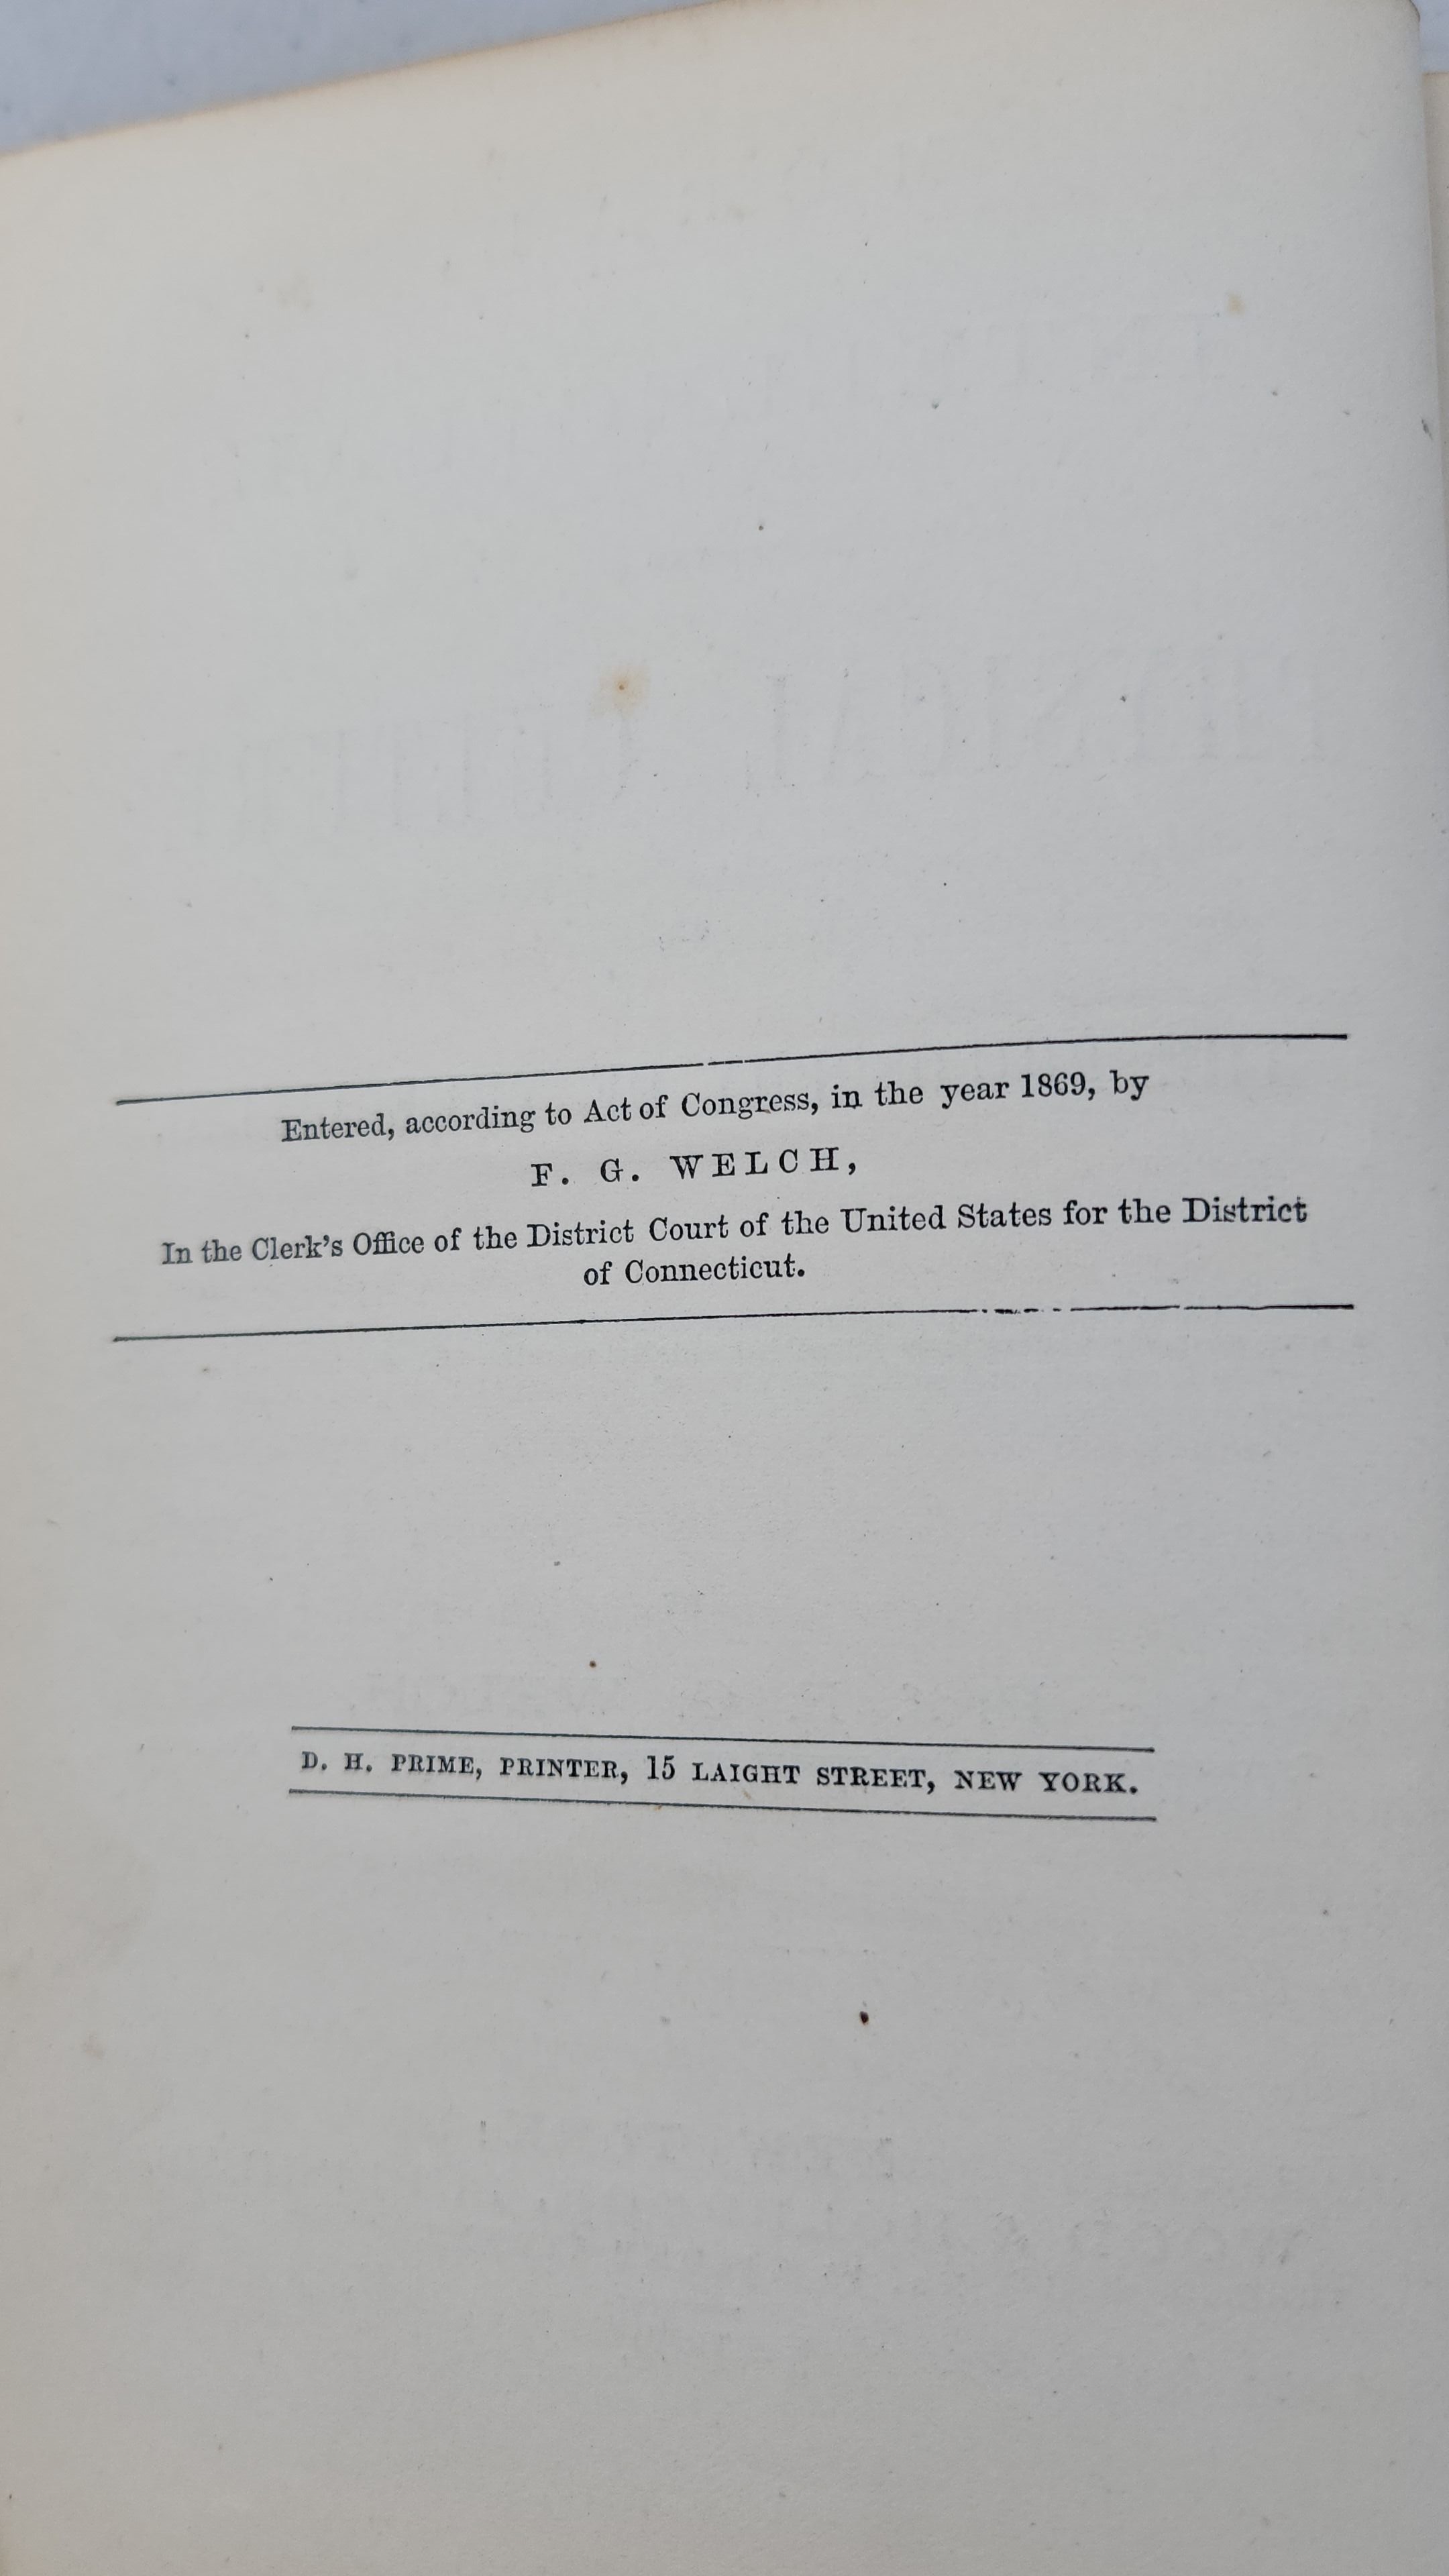 Entered, according to Act of Congress, in the year 1869, by
F. G. WELCH,
In the Clerk's Office of the District Court of the United States for the District
of Connecticut.
D. H. PRIME, PRINTER, 15 LAIGHT STREET, NEW YORK.